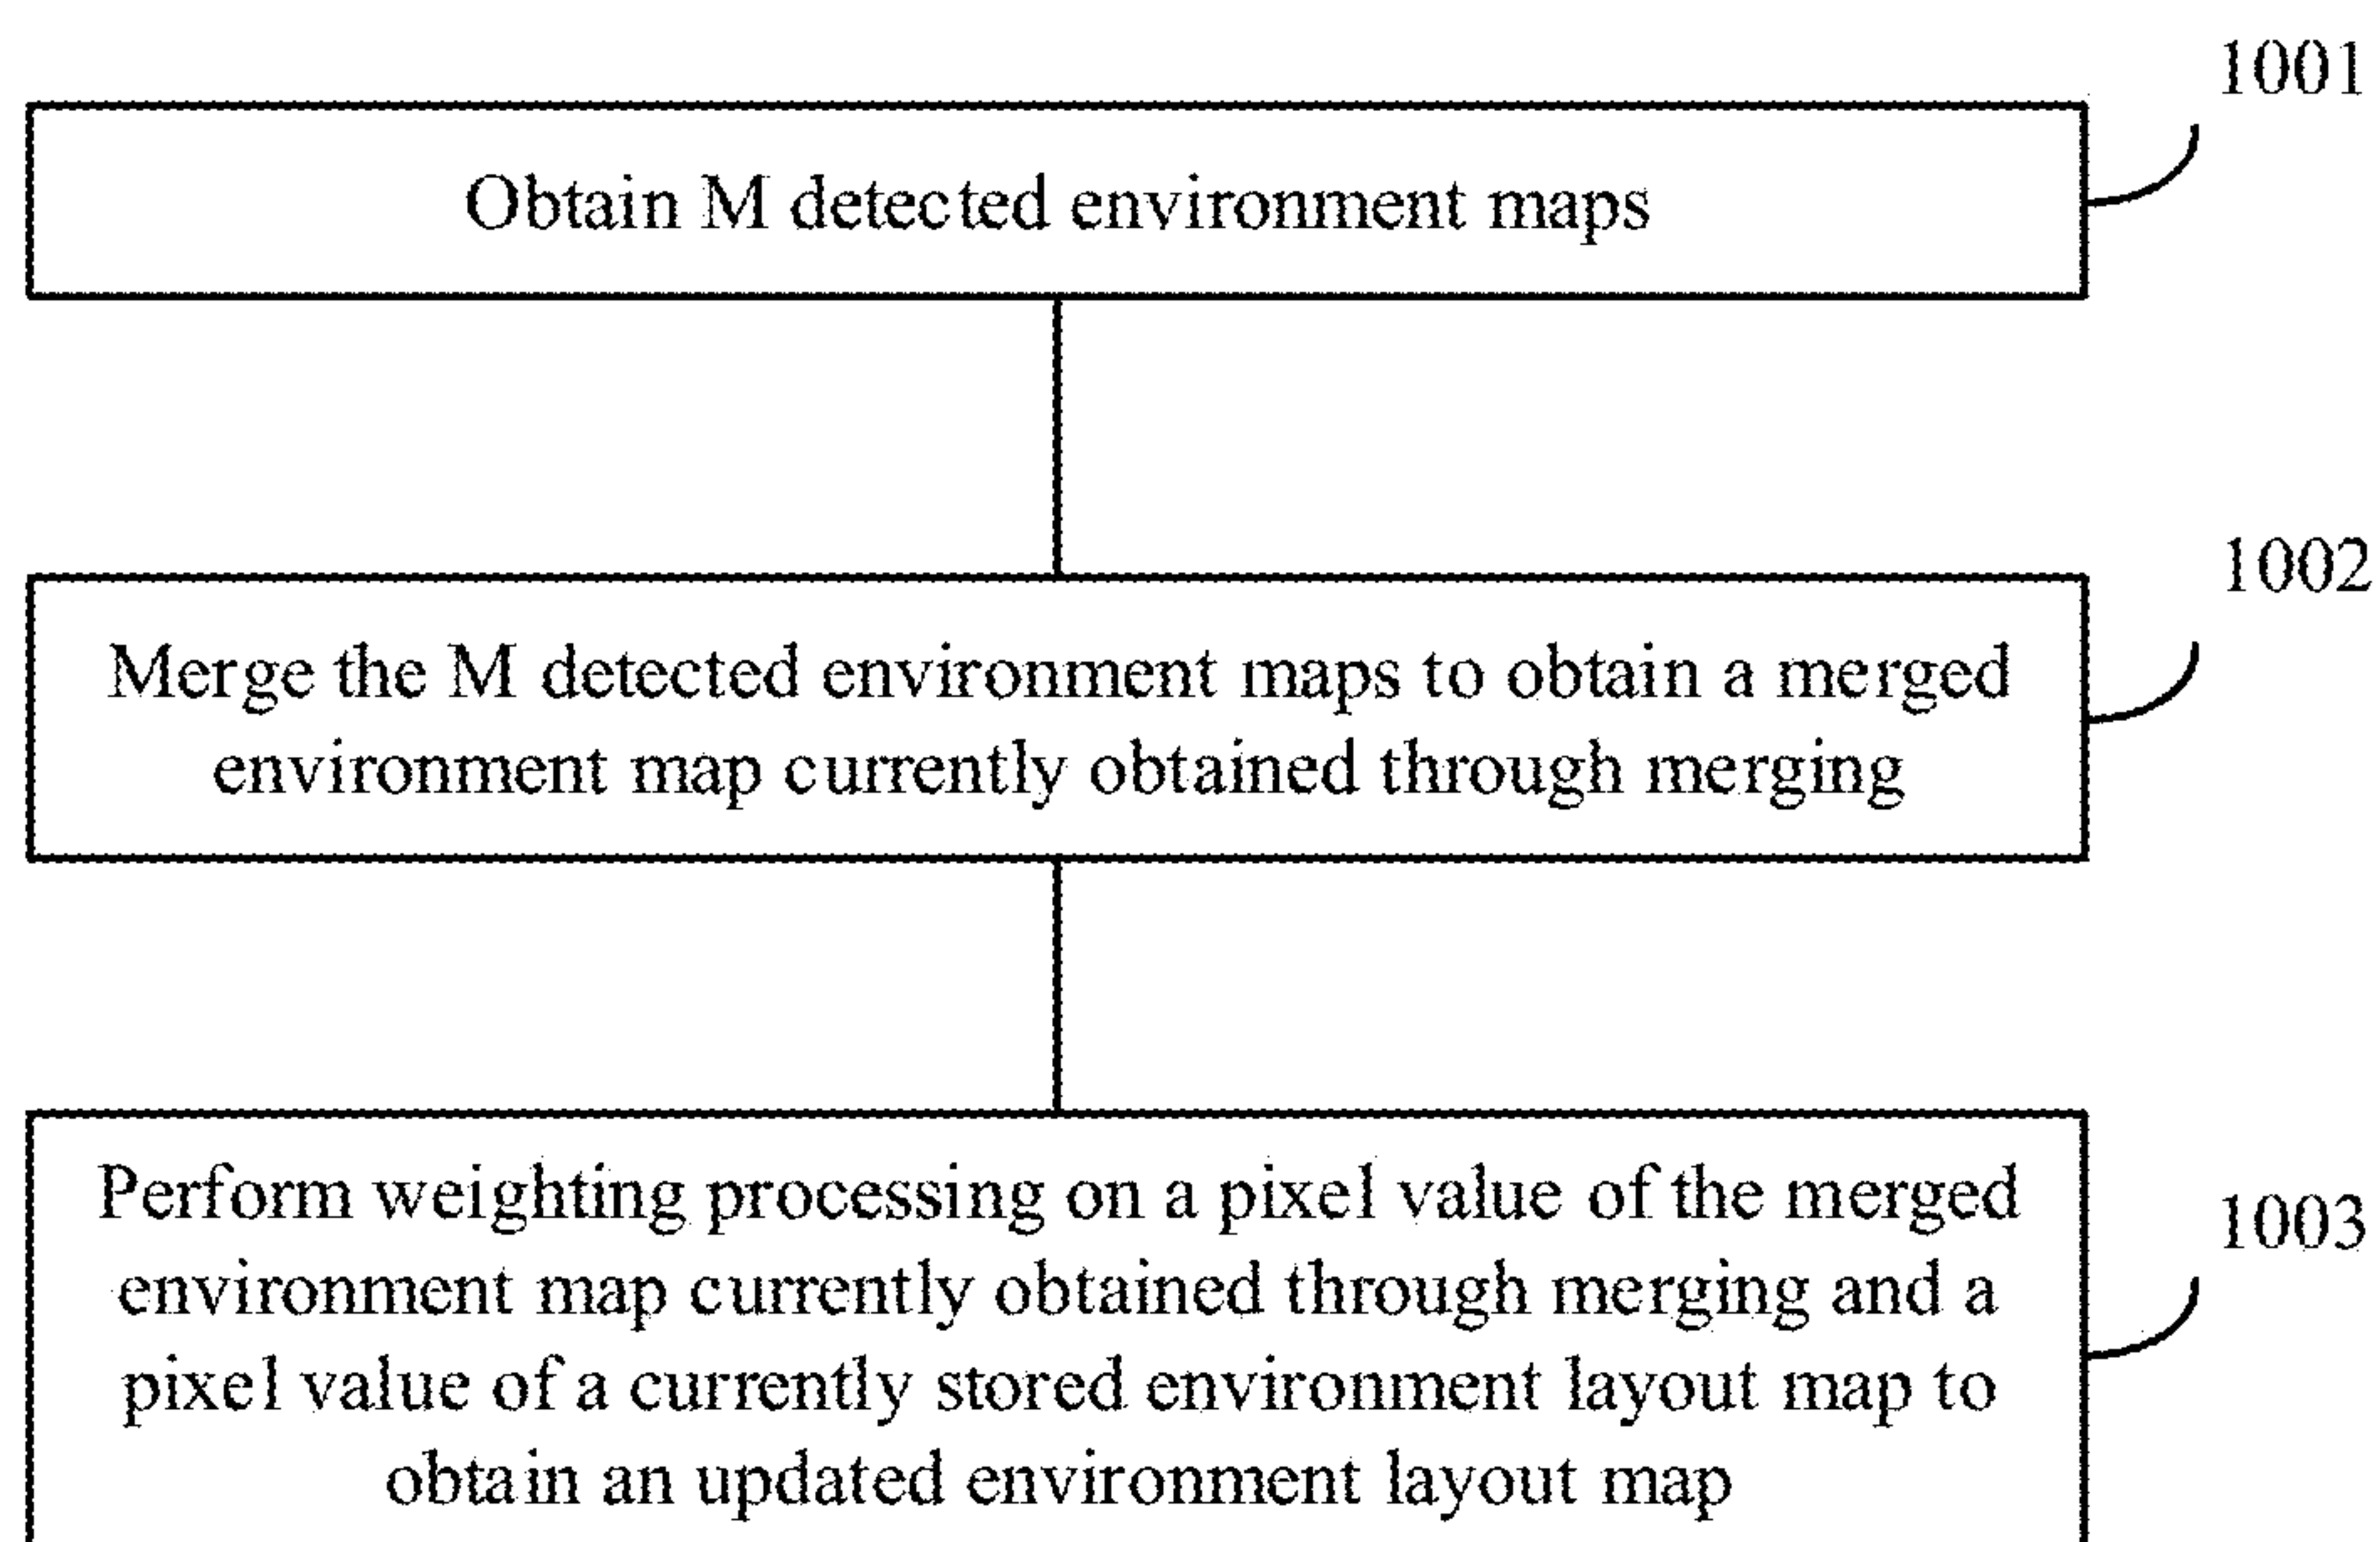 1001
Obtain M detected environment maps
1002
Merge the M detected environment maps to obtain a merged
environment map currently obtained through merging
Perform weighting processing on a pixel value of the merged
1003
environment map currently obtained through merging and a
pixel value of a currently stored environment layout map to
obtain an updated environment layout map